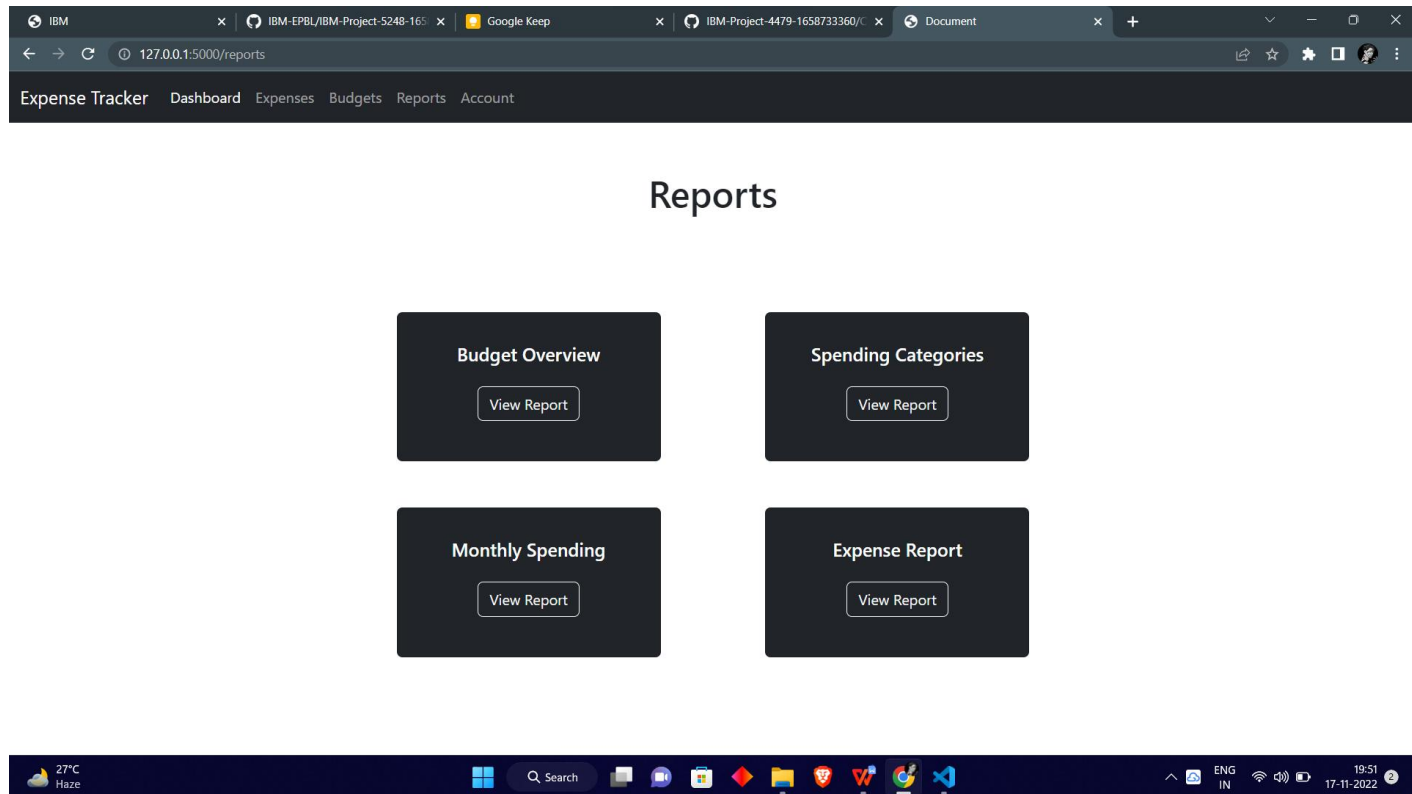 IBM
IBM-EPBL/IBM-Project-5248-165
Google Keep
IBM-Project-4479-1658733360/C
Document
127.0.0.1:5000/reports
Expense Tracker Dashboard Expenses Budgets Reports Account
Reports
Budget Overview
View Report
Spending Categories
View Report
Monthly Spending
View Report
Expense Report
View Report
27°C
Haze
Search
ENG
IN
19:51
17-11-2022
2